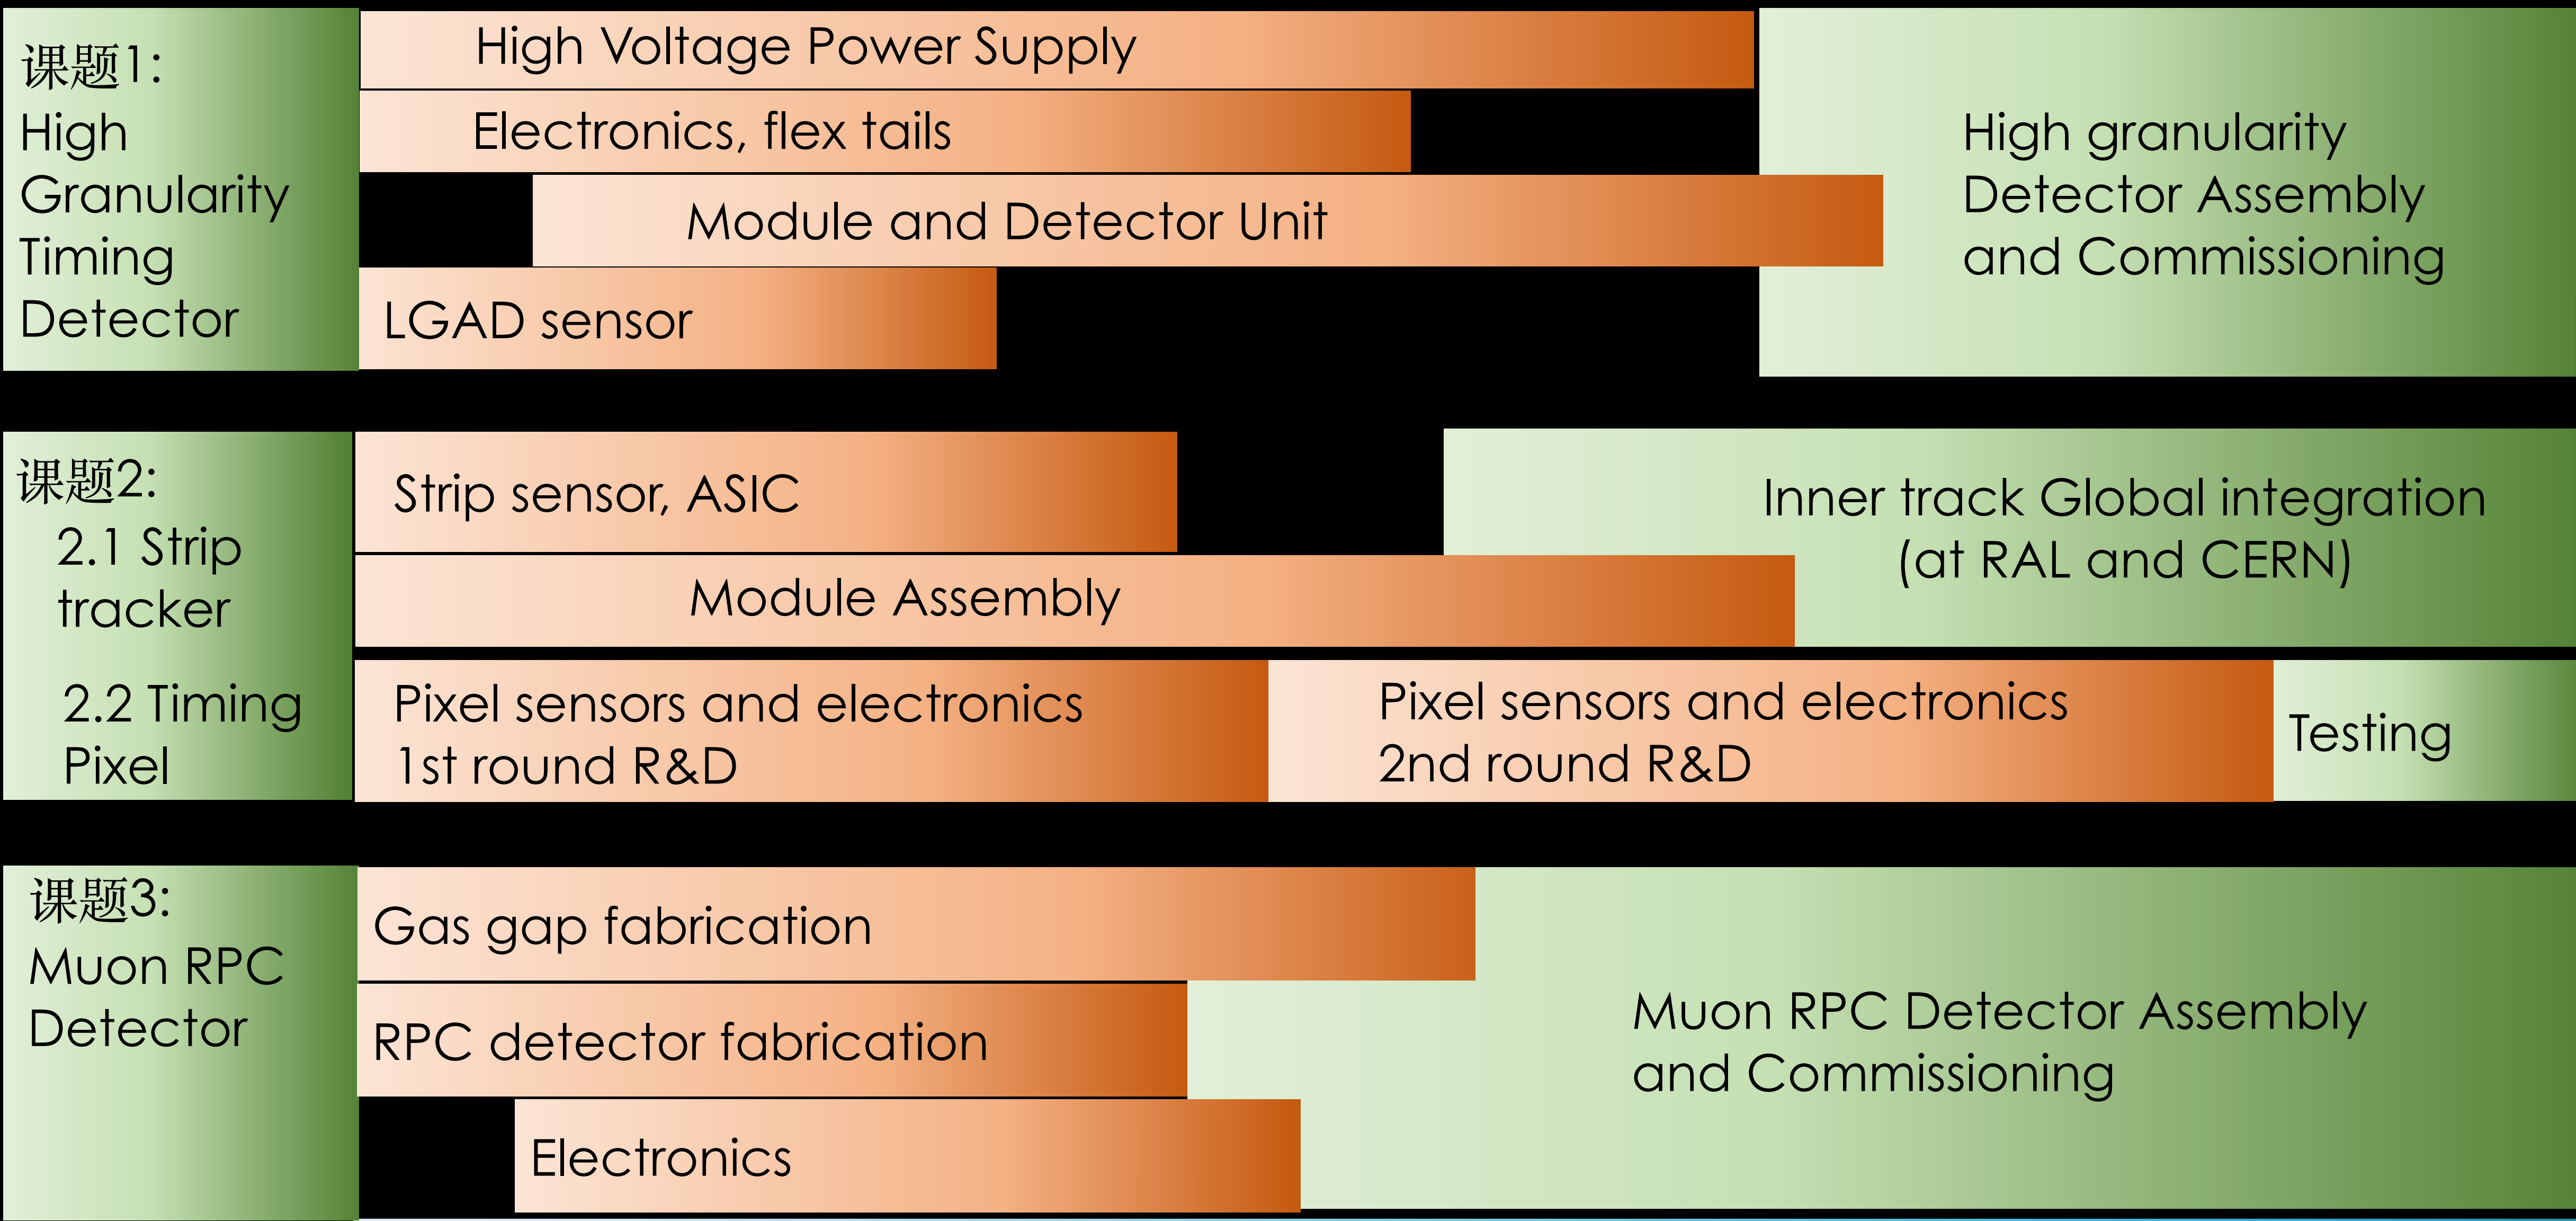 课题1:
High
Granularity
Timing
Detector
High Voltage Power Supply
Electronics, flex tails
Module and Detector Unit
LGAD sensor
High granularity
Detector Assembly
and Commissioning
课题2:
2.1 Strip
tracker
2.2 Timing
Pixel
Strip sensor, ASIC
Module Assembly
Inner track Global integration
(at RAL and CERN)
Pixel sensors and electronics
1st round R&D
Pixel sensors and electronics
2nd round R&D
Testing
课题3:
Muon RPC
Detector
Gas gap fabrication
RPC detector fabrication
Electronics
Muon RPC Detector Assembly
and Commissioning